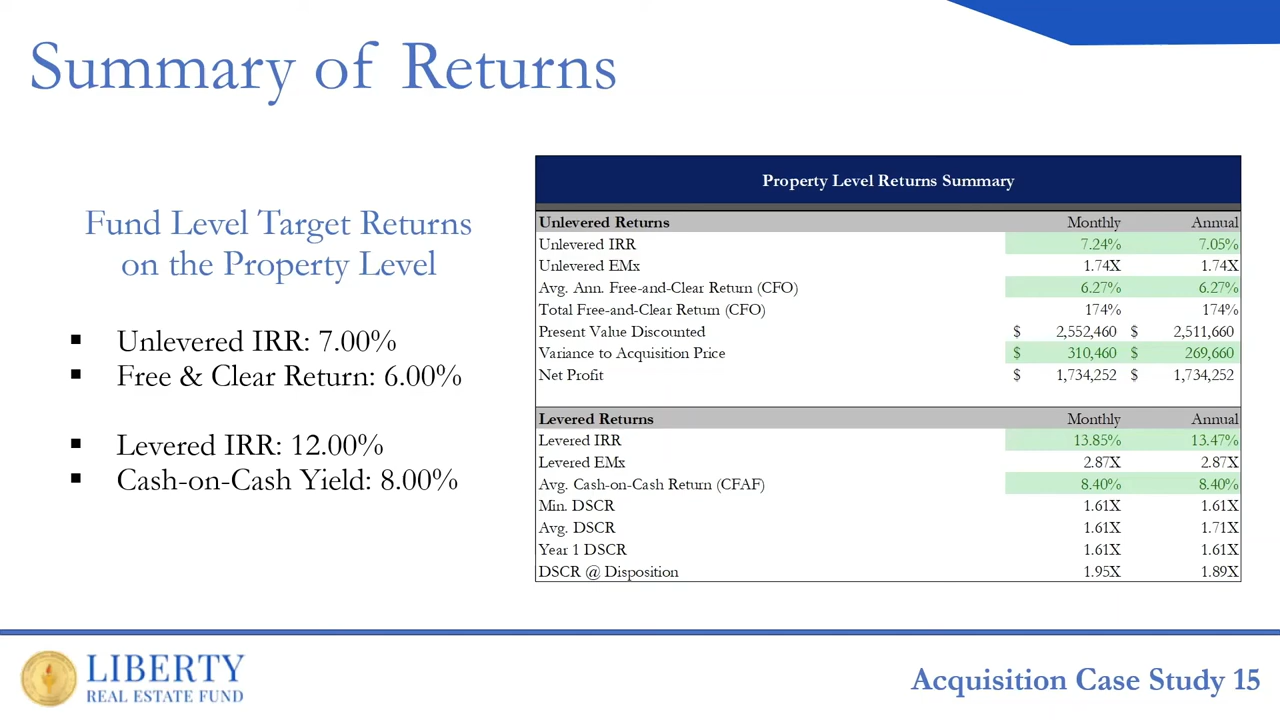 Summary of Returns
Fund Level Target Returns
on the Property Level
▪ Unlevered IRR: 7.00%
▪ Free & Clear Return: 6.00%
▪ Levered IRR: 12.00%
▪ Cash-on-Cash Yield: 8.00%
Property Level Returns Summary
Unlevered Returns Monthly Annual
Unlevered IRR 7.24% 7.05%
Unlevered EMx 1.74X 1.74X
Avg. Ann. Free-and-Clear Return (CFO) 6.27% 6.27%
Total Free-and-Clear Return (CFO) 174% 174%
Present Value Discounted $ 2,552,460 $ 2,511,660
Variance to Acquisition Price $ 310,460 $ 269,660
Net Profit $ 1,734,252 $ 1,734,252
Levered Returns Monthly Annual
Levered IRR 13.85% 13.47%
Levered EMx 2.87X 2.87X
Avg. Cash-on-Cash Return (CFAF) 8.40% 8.40%
Min. DSCR 1.61X 1.61X
Avg. DSCR 1.61X 1.71X
Year 1 DSCR 1.61X 1.61X
DSCR @ Disposition 1.95X 1.89X
LIBERTY
REAL ESTATE FUND
Acquisition Case Study 15